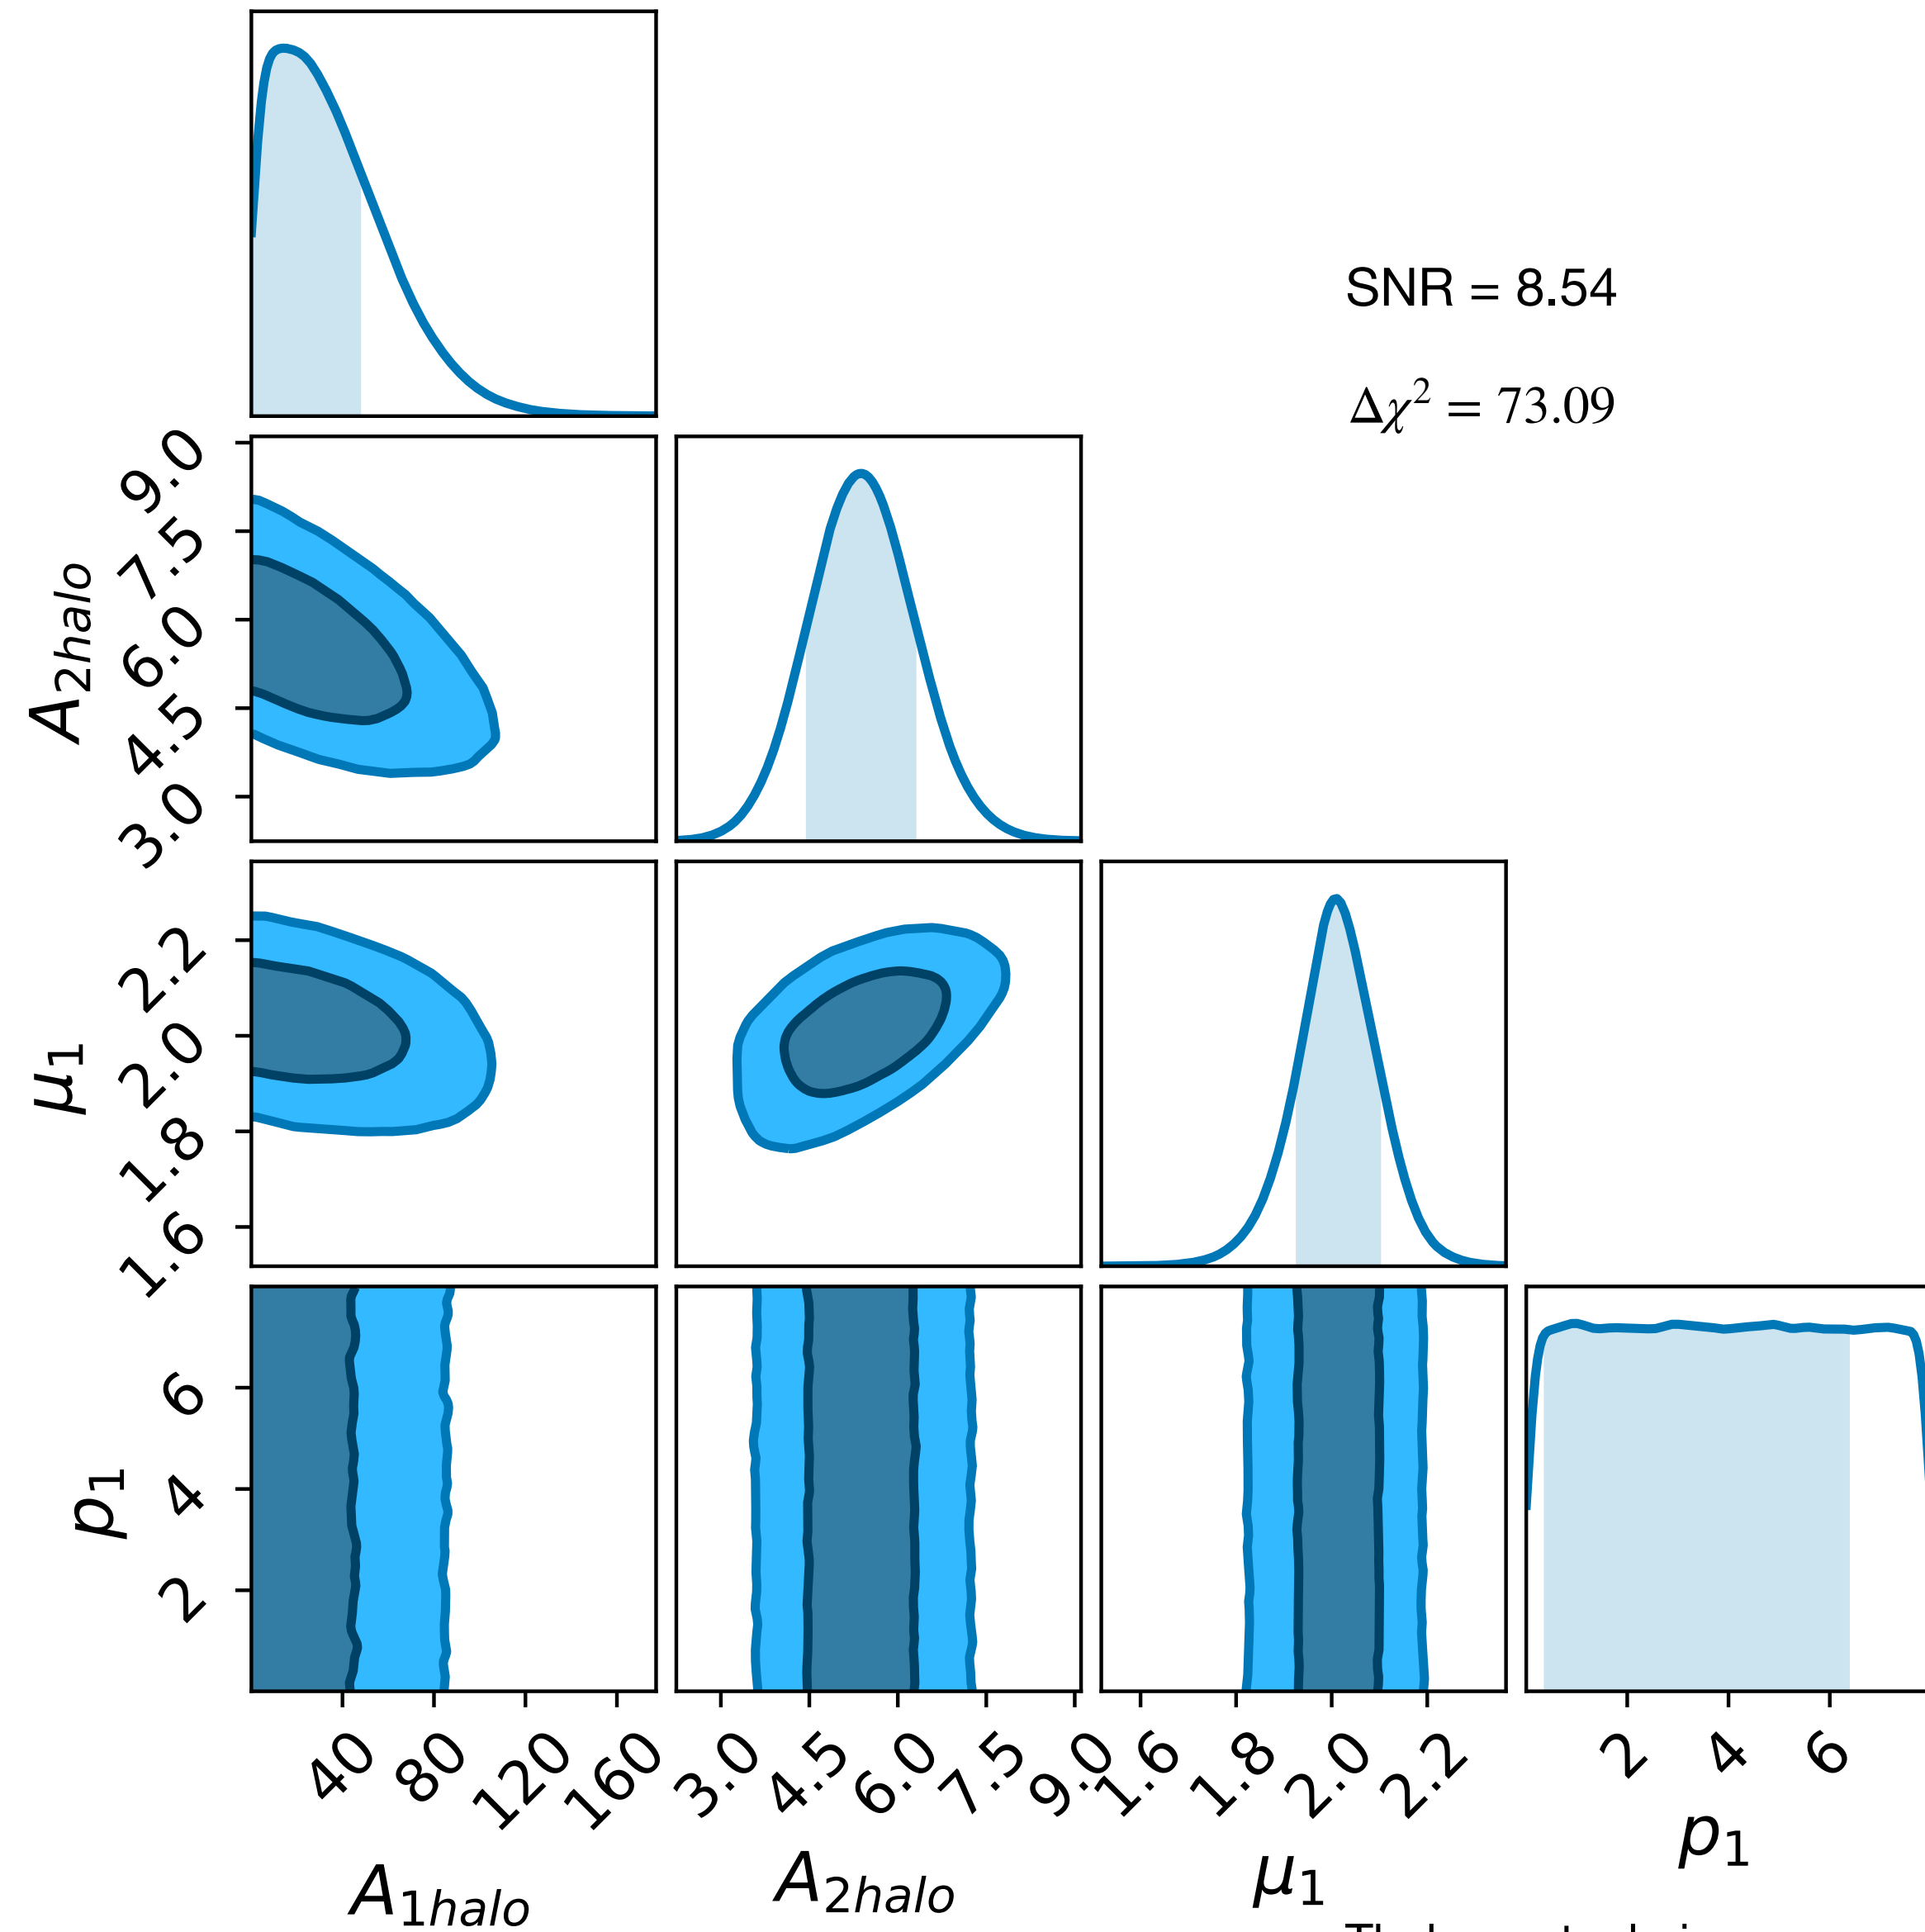 SNR = 8.54
Δχ² = 73.09
A2halo
9.0
7.5
6.0
4.5
3.0
μ1
2.2
2.0
1.8
1.6
p1
6
4
2
40 80 120 160 3.0 4.5 6.0 7.5 9.0 1.6 1.8 2.0 2.2 2 4 6
A1halo A2halo μ1 p1